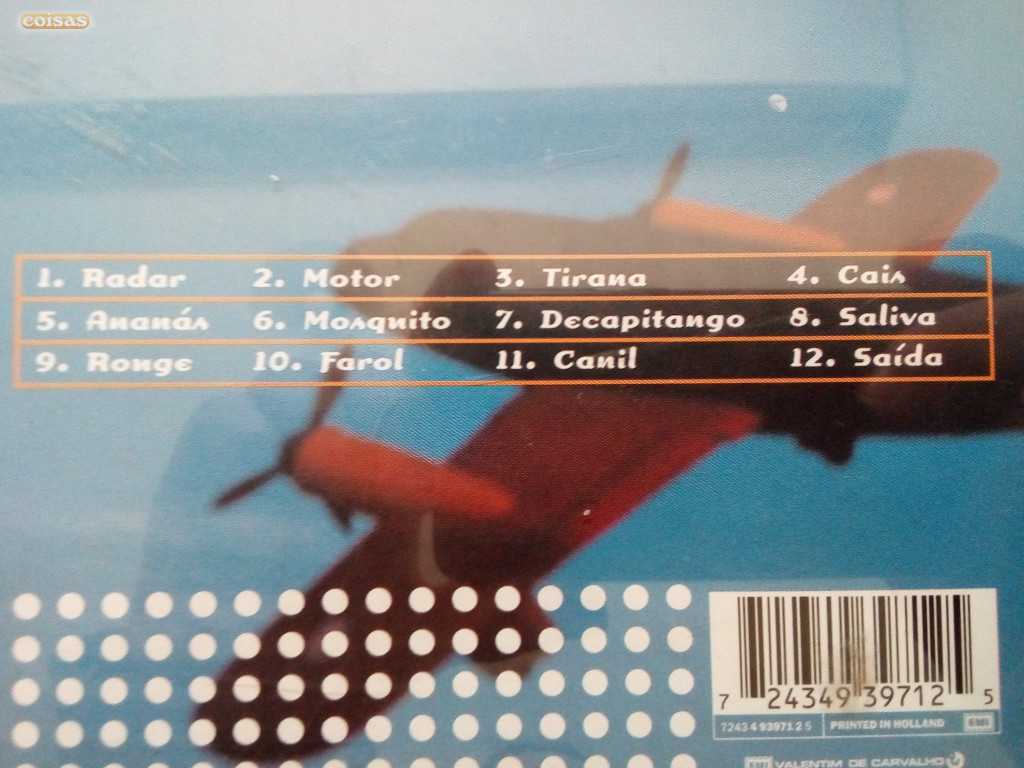 coisas
1. Radar 2. Motor 3. Tirana 4. Cais
5. Ananás 6. Mosquito 7. Decapitango 8. Saliva
9. Rouge 10. Farol 11. Canil 12. Saída
7 24349 39712 5
7243 4 93971 2 5 PRINTED IN HOLLAND EMI
EMI VALENTIM DE CARVALHO